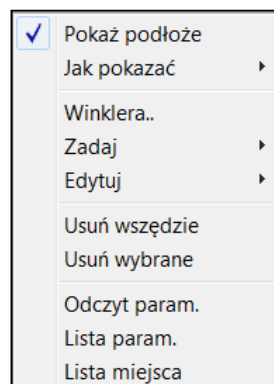 Pokaż podłoże
Jak pokazać
Winklera..
Zadaj
Edytuj
Usuń wszędzie
Usuń wybrane
Odczyt param.
Lista param.
Lista miejsca